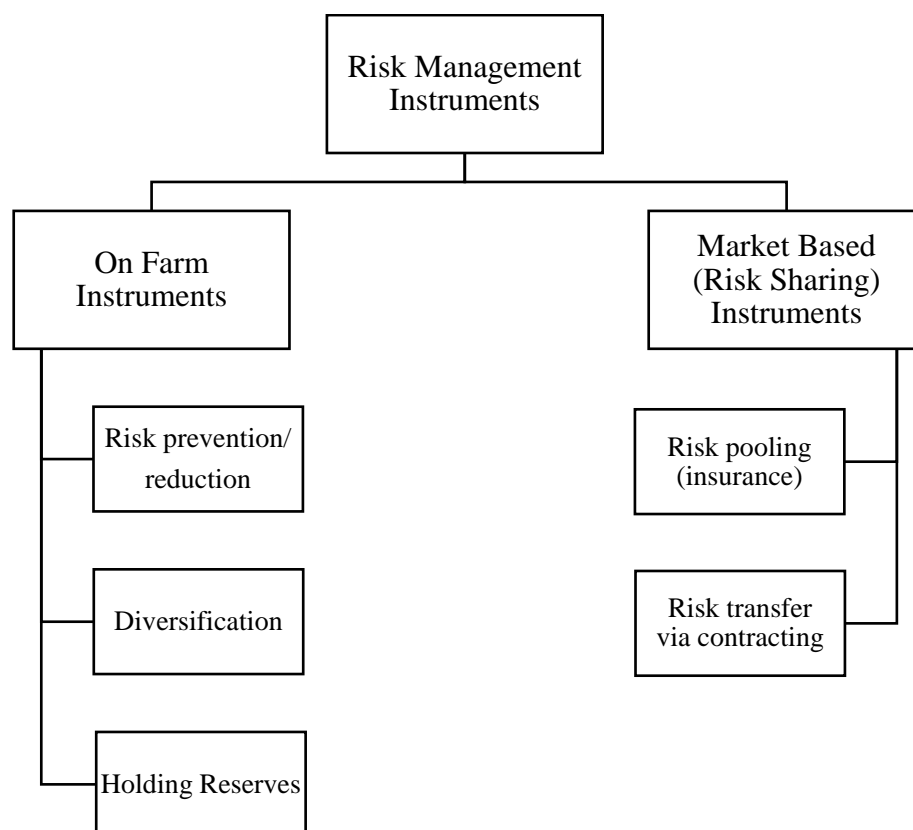 Risk Management
Instruments
On Farm
Instruments
Market Based
(Risk Sharing)
Instruments
Risk prevention/
reduction
Risk pooling
(insurance)
Diversification
Risk transfer
via contracting
Holding Reserves